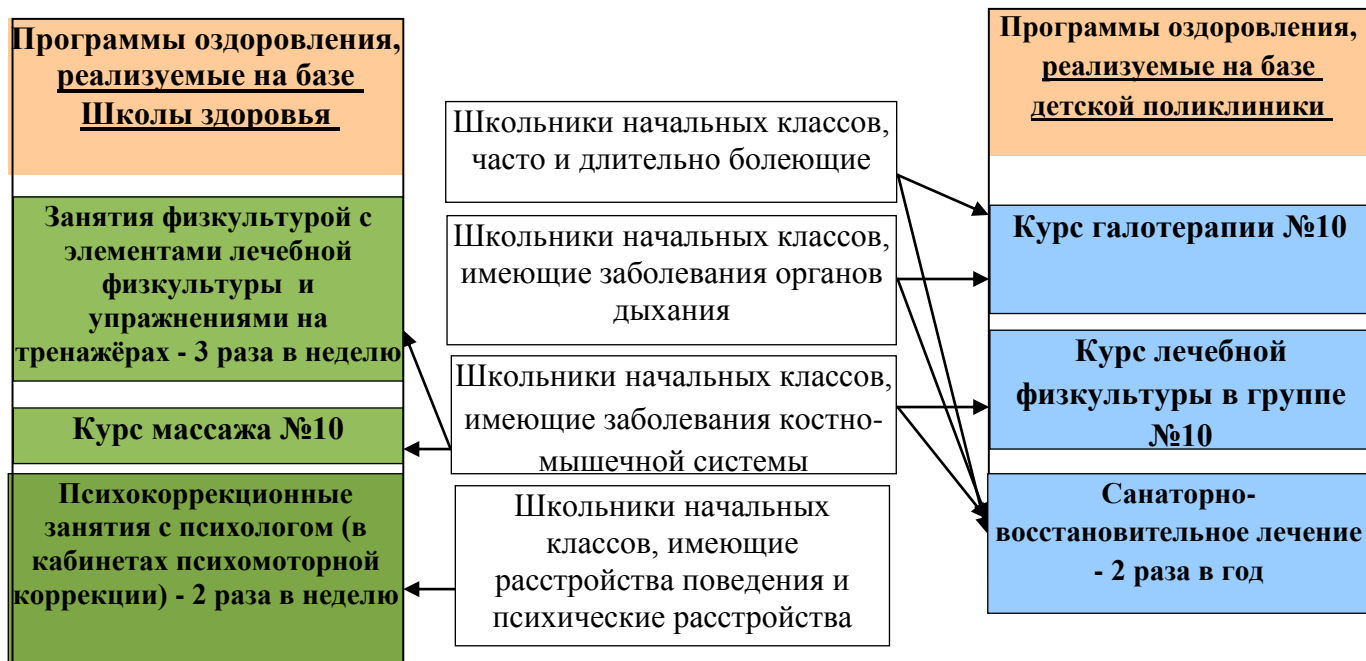 Программы оздоровления,
реализуемые на базе
Школы здоровья
Занятия физкультурой с
элементами лечебной
физкультуры и
упражнениями на
тренажёрах - 3 раза в неделю
Курс массажа №10
Психокоррекционные
занятия с психологом (в
кабинетах психомоторной
коррекции) - 2 раза в неделю
Школьники начальных классов,
часто и длительно болеющие
Школьники начальных классов,
имеющие заболевания органов
дыхания
Школьники начальных классов,
имеющие заболевания костно-
мышечной системы
Школьники начальных
классов, имеющие
расстройства поведения и
психические расстройства
Программы оздоровления,
реализуемые на базе
детской поликлиники
Курс галотерапии №10
Курс лечебной
физкультуры в группе
№10
Санаторно-
восстановительное лечение
- 2 раза в год